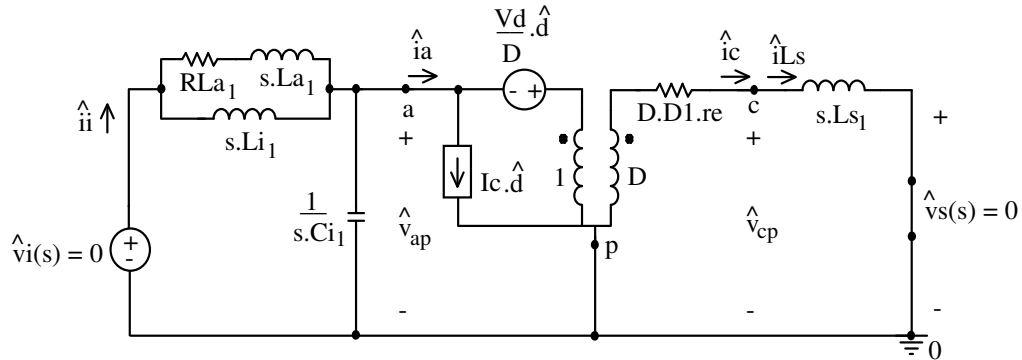 Vd
D
.d̂
îa
îc
îLs
RLa1
s.La1
s.Li1
îi
a
c
D.D1.re
s.Ls1
+
+
+
- +
Ic.d̂
1
D
1
s.Ci1
v̂ap
v̂cp
v̂s(s) = 0
p
v̂i(s) = 0
+
-
-
-
-
0